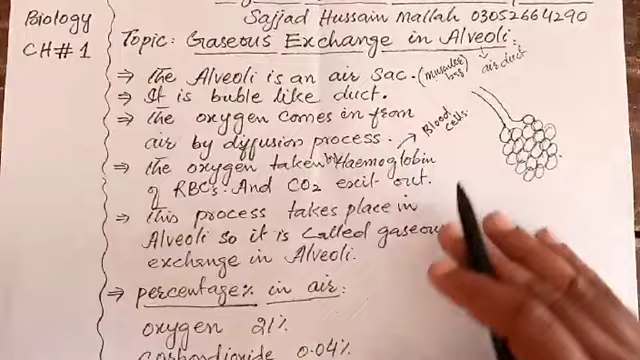 Biology
CH#1
Sajjad Hussain Mallah 03052664290
Topic: Gaseous Exchange in Alveoli:
air duct
⇒ The Alveoli is an air sac.
⇒ It is buble like duct.
⇒ The oxygen comes in from
air by diffusion process.
Blood
cells.
⇒ the oxygen taken by Haemoglobin
of RBC's. And CO2 excit out.
⇒ This process takes place in
Alveoli so it is called gaseou
exchange in Alveoli.
⇒ percentage% in air:
oxygen 21%
Carbondioxide 0.04%